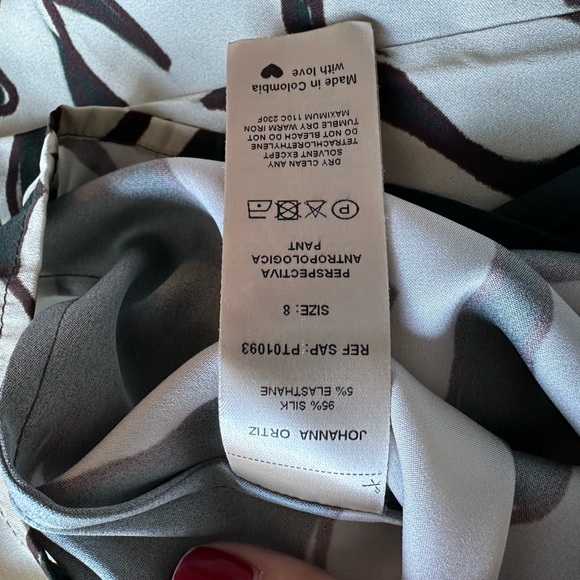 JOHANNA ORTIZ
95% SILK
5% ELASTHANE
REF SAP: PT01093
SIZE: 8
PERSPECTIVA
ANTROPOLOGICA
PANT
P
DRY CLEAN ANY
SOLVENT EXCEPT
TETRACHLORETHYLENE
DO NOT BLEACH DO NOT
TUMBLE DRY WARM IRON
MAXIMUM 110C 230F
Made in Colombia
with love